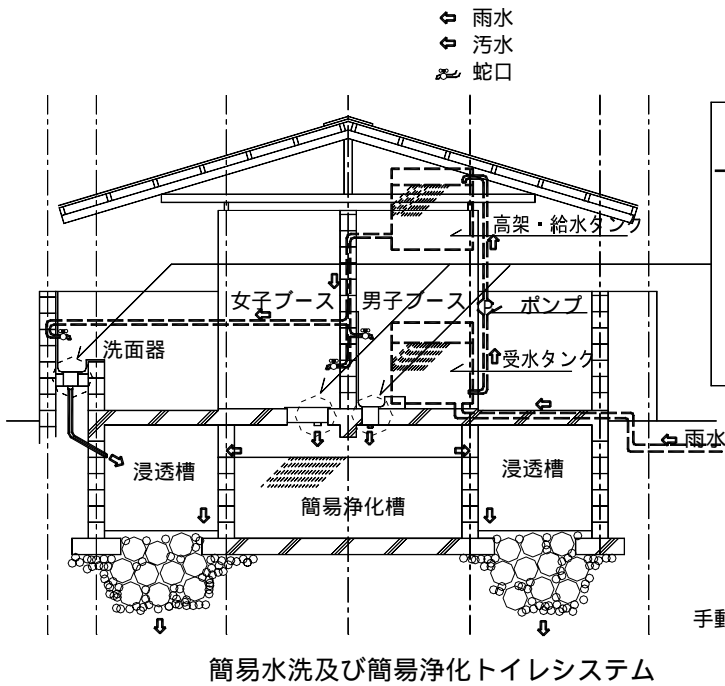 雨水
汚水
蛇口
高架・給水タンク
女子ブース
男子ブース
ポンプ
洗面器
受水タンク
雨水
浸透槽
浸透槽
簡易浄化槽
手動
簡易水洗及び簡易浄化トイレシステム